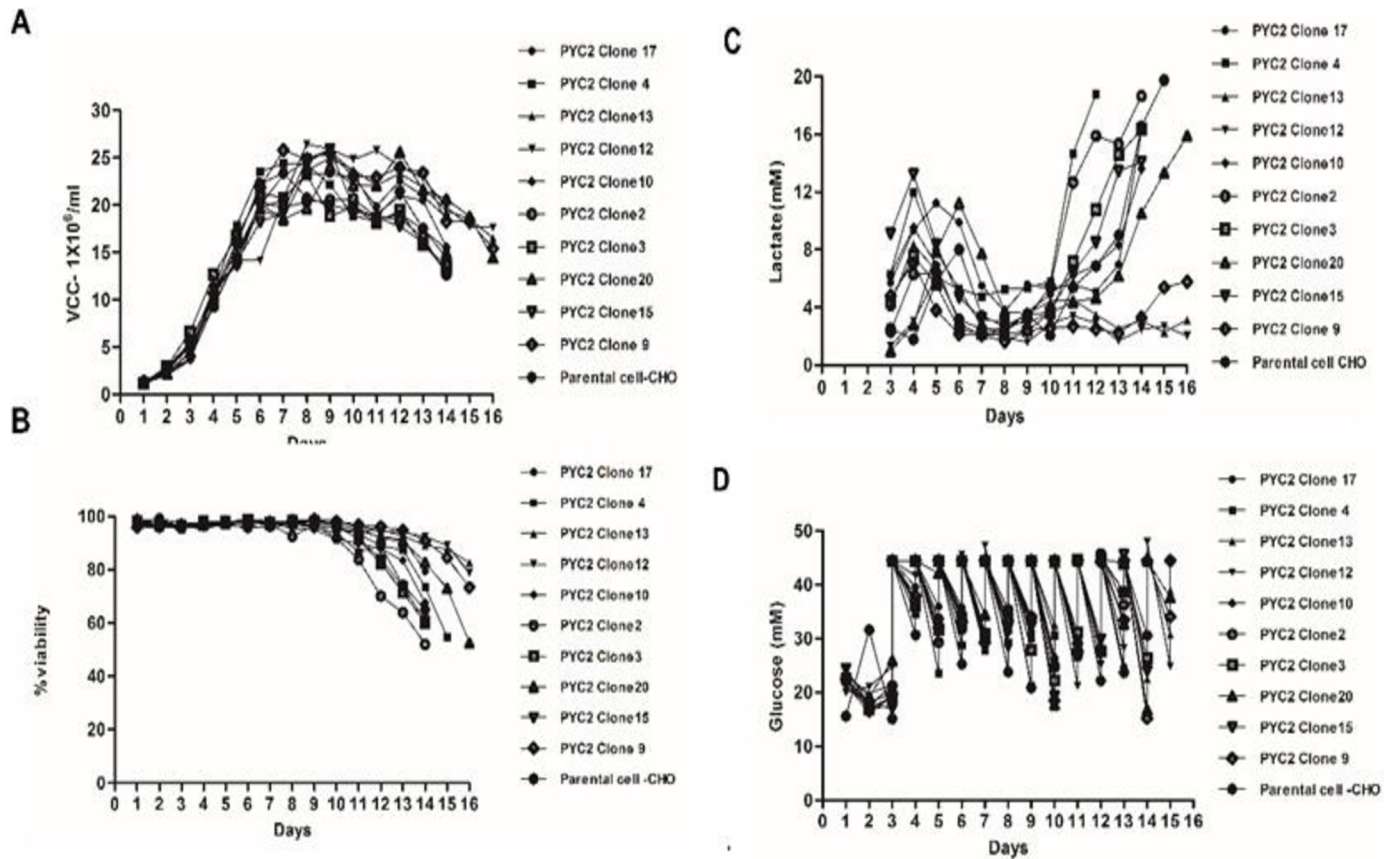 A
PYC2 Clone 17
PYC2 Clone 4
PYC2 Clone13
PYC2 Clone12
PYC2 Clone10
PYC2 Clone2
PYC2 Clone3
PYC2 Clone20
PYC2 Clone15
PYC2 Clone 9
Parental cell-CHO
VCC- 1X10⁶/ml
30
25
20
15
10
5
0
0 1 2 3 4 5 6 7 8 9 10 11 12 13 14 15 16
Days
B
PYC2 Clone 17
PYC2 Clone 4
PYC2 Clone13
PYC2 Clone12
PYC2 Clone10
PYC2 Clone2
PYC2 Clone3
PYC2 Clone20
PYC2 Clone15
PYC2 Clone 9
Parental cell -CHO
% viability
100
80
60
40
20
0
0 1 2 3 4 5 6 7 8 9 10 11 12 13 14 15 16
Days
C
PYC2 Clone 17
PYC2 Clone 4
PYC2 Clone13
PYC2 Clone12
PYC2 Clone10
PYC2 Clone2
PYC2 Clone3
PYC2 Clone20
PYC2 Clone15
PYC2 Clone 9
Parental cell CHO
Lactate (mM)
20
16
12
8
4
0
0 1 2 3 4 5 6 7 8 9 10 11 12 13 14 15 16
Days
D
PYC2 Clone 17
PYC2 Clone 4
PYC2 Clone13
PYC2 Clone12
PYC2 Clone10
PYC2 Clone2
PYC2 Clone3
PYC2 Clone20
PYC2 Clone15
PYC2 Clone 9
Parental cell -CHO
Glucose (mM)
50
40
30
20
10
0
0 1 2 3 4 5 6 7 8 9 10 11 12 13 14 15 16
Days